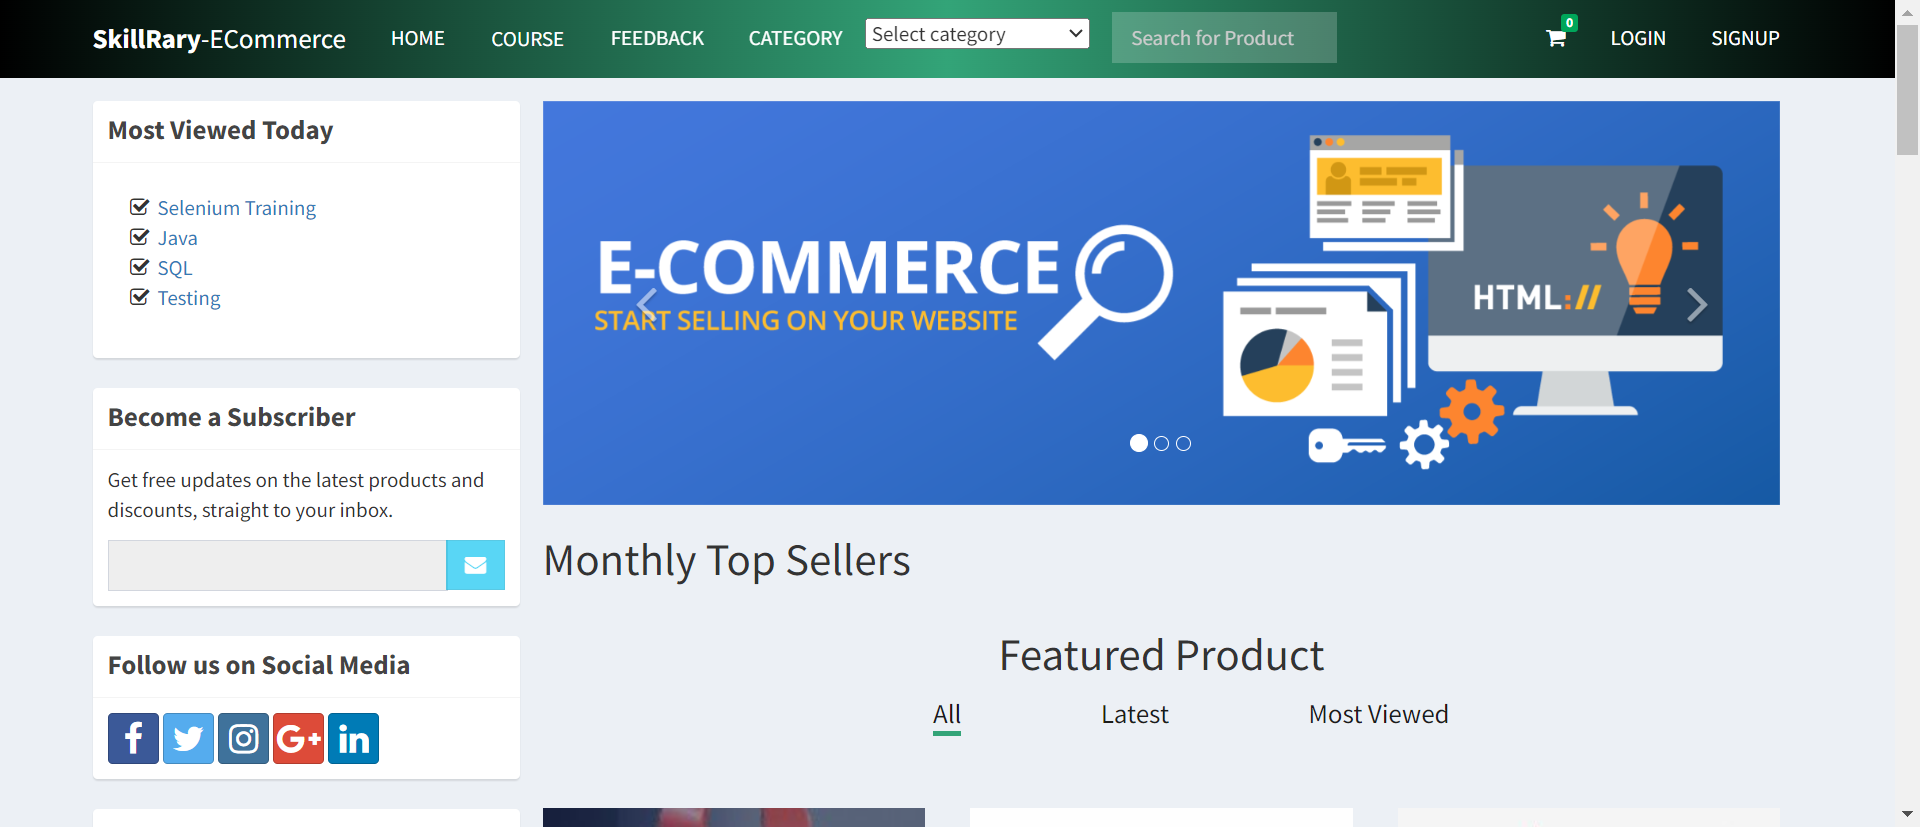 SkillRary-ECommerce HOME COURSE FEEDBACK CATEGORY Select category Search for Product 0 LOGIN SIGNUP
Most Viewed Today
Selenium Training
Java
SQL
Testing
E-COMMERCE
START SELLING ON YOUR WEBSITE
HTML://
Become a Subscriber
Get free updates on the latest products and
discounts, straight to your inbox.
Monthly Top Sellers
Featured Product
All Latest Most Viewed
Follow us on Social Media
f G+ in